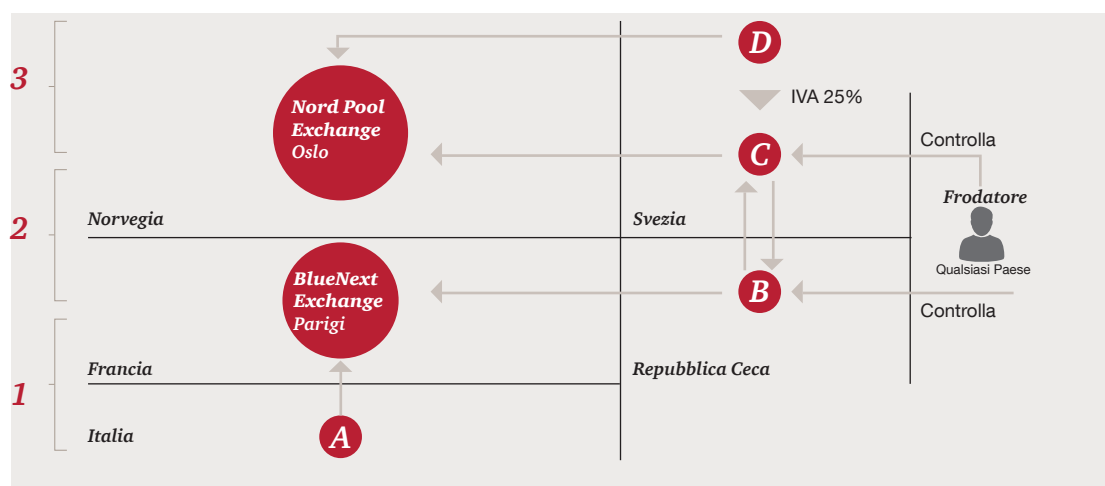 3
D
IVA 25%
Nord Pool
Exchange
Oslo
C
Controlla
Frodatore
Norvegia
Svezia
2
Qualsiasi Paese
BlueNext
Exchange
Parigi
B
Controlla
Francia
Repubblica Ceca
1
Italia
A